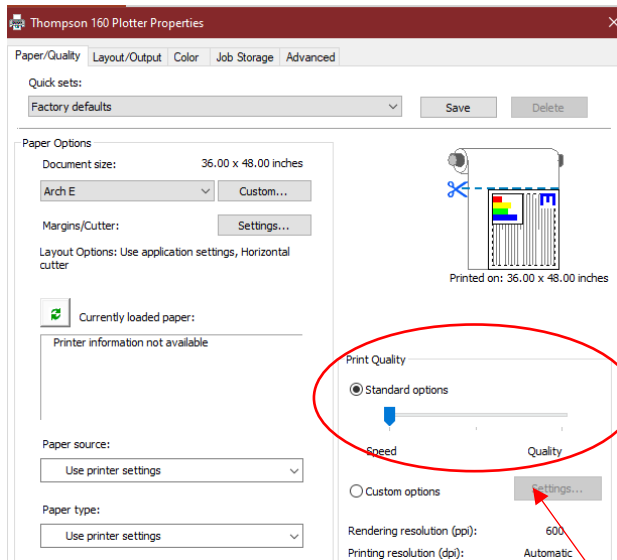 Thompson 160 Plotter Properties
Paper/Quality Layout/Output Color Job Storage Advanced
Quick sets:
Factory defaults
Save
Delete
Paper Options
Document size: 36.00 x 48.00 inches
Arch E
Custom...
Margins/Cutter:
Settings...
Layout Options: Use application settings, Horizontal
cutter
Currently loaded paper:
Printer information not available
Paper source:
Use printer settings
Paper type:
Use printer settings
E
Printed on: 36.00 x 48.00 inches
Print Quality
Standard options
Speed Quality
Custom options
Settings...
Rendering resolution (ppi): 600
Printing resolution (dpi): Automatic